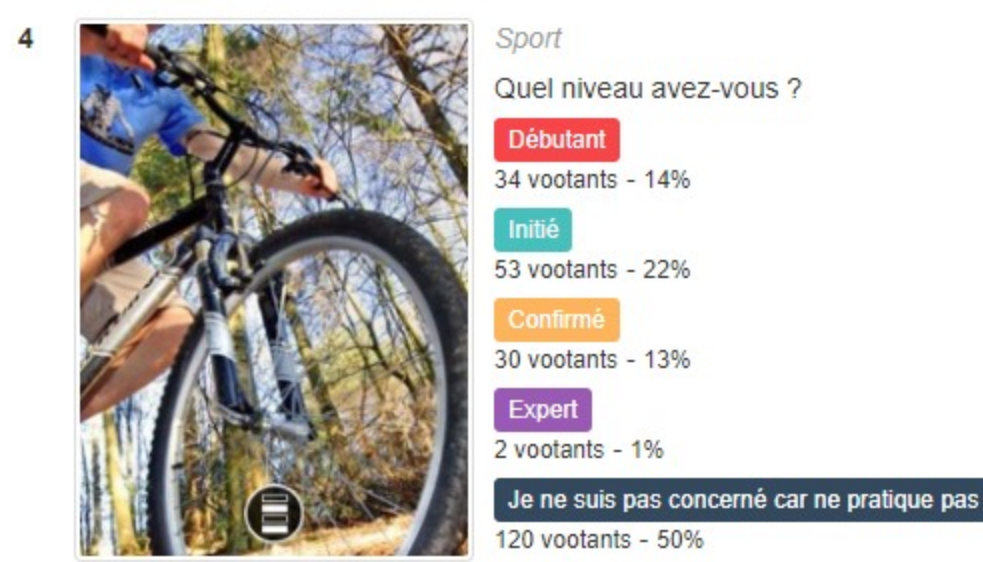 4
Sport
Quel niveau avez-vous ?
Débutant
34 vootants - 14%
Initié
53 vootants - 22%
Confirmé
30 vootants - 13%
Expert
2 vootants - 1%
Je ne suis pas concerné car ne pratique pas
120 vootants - 50%